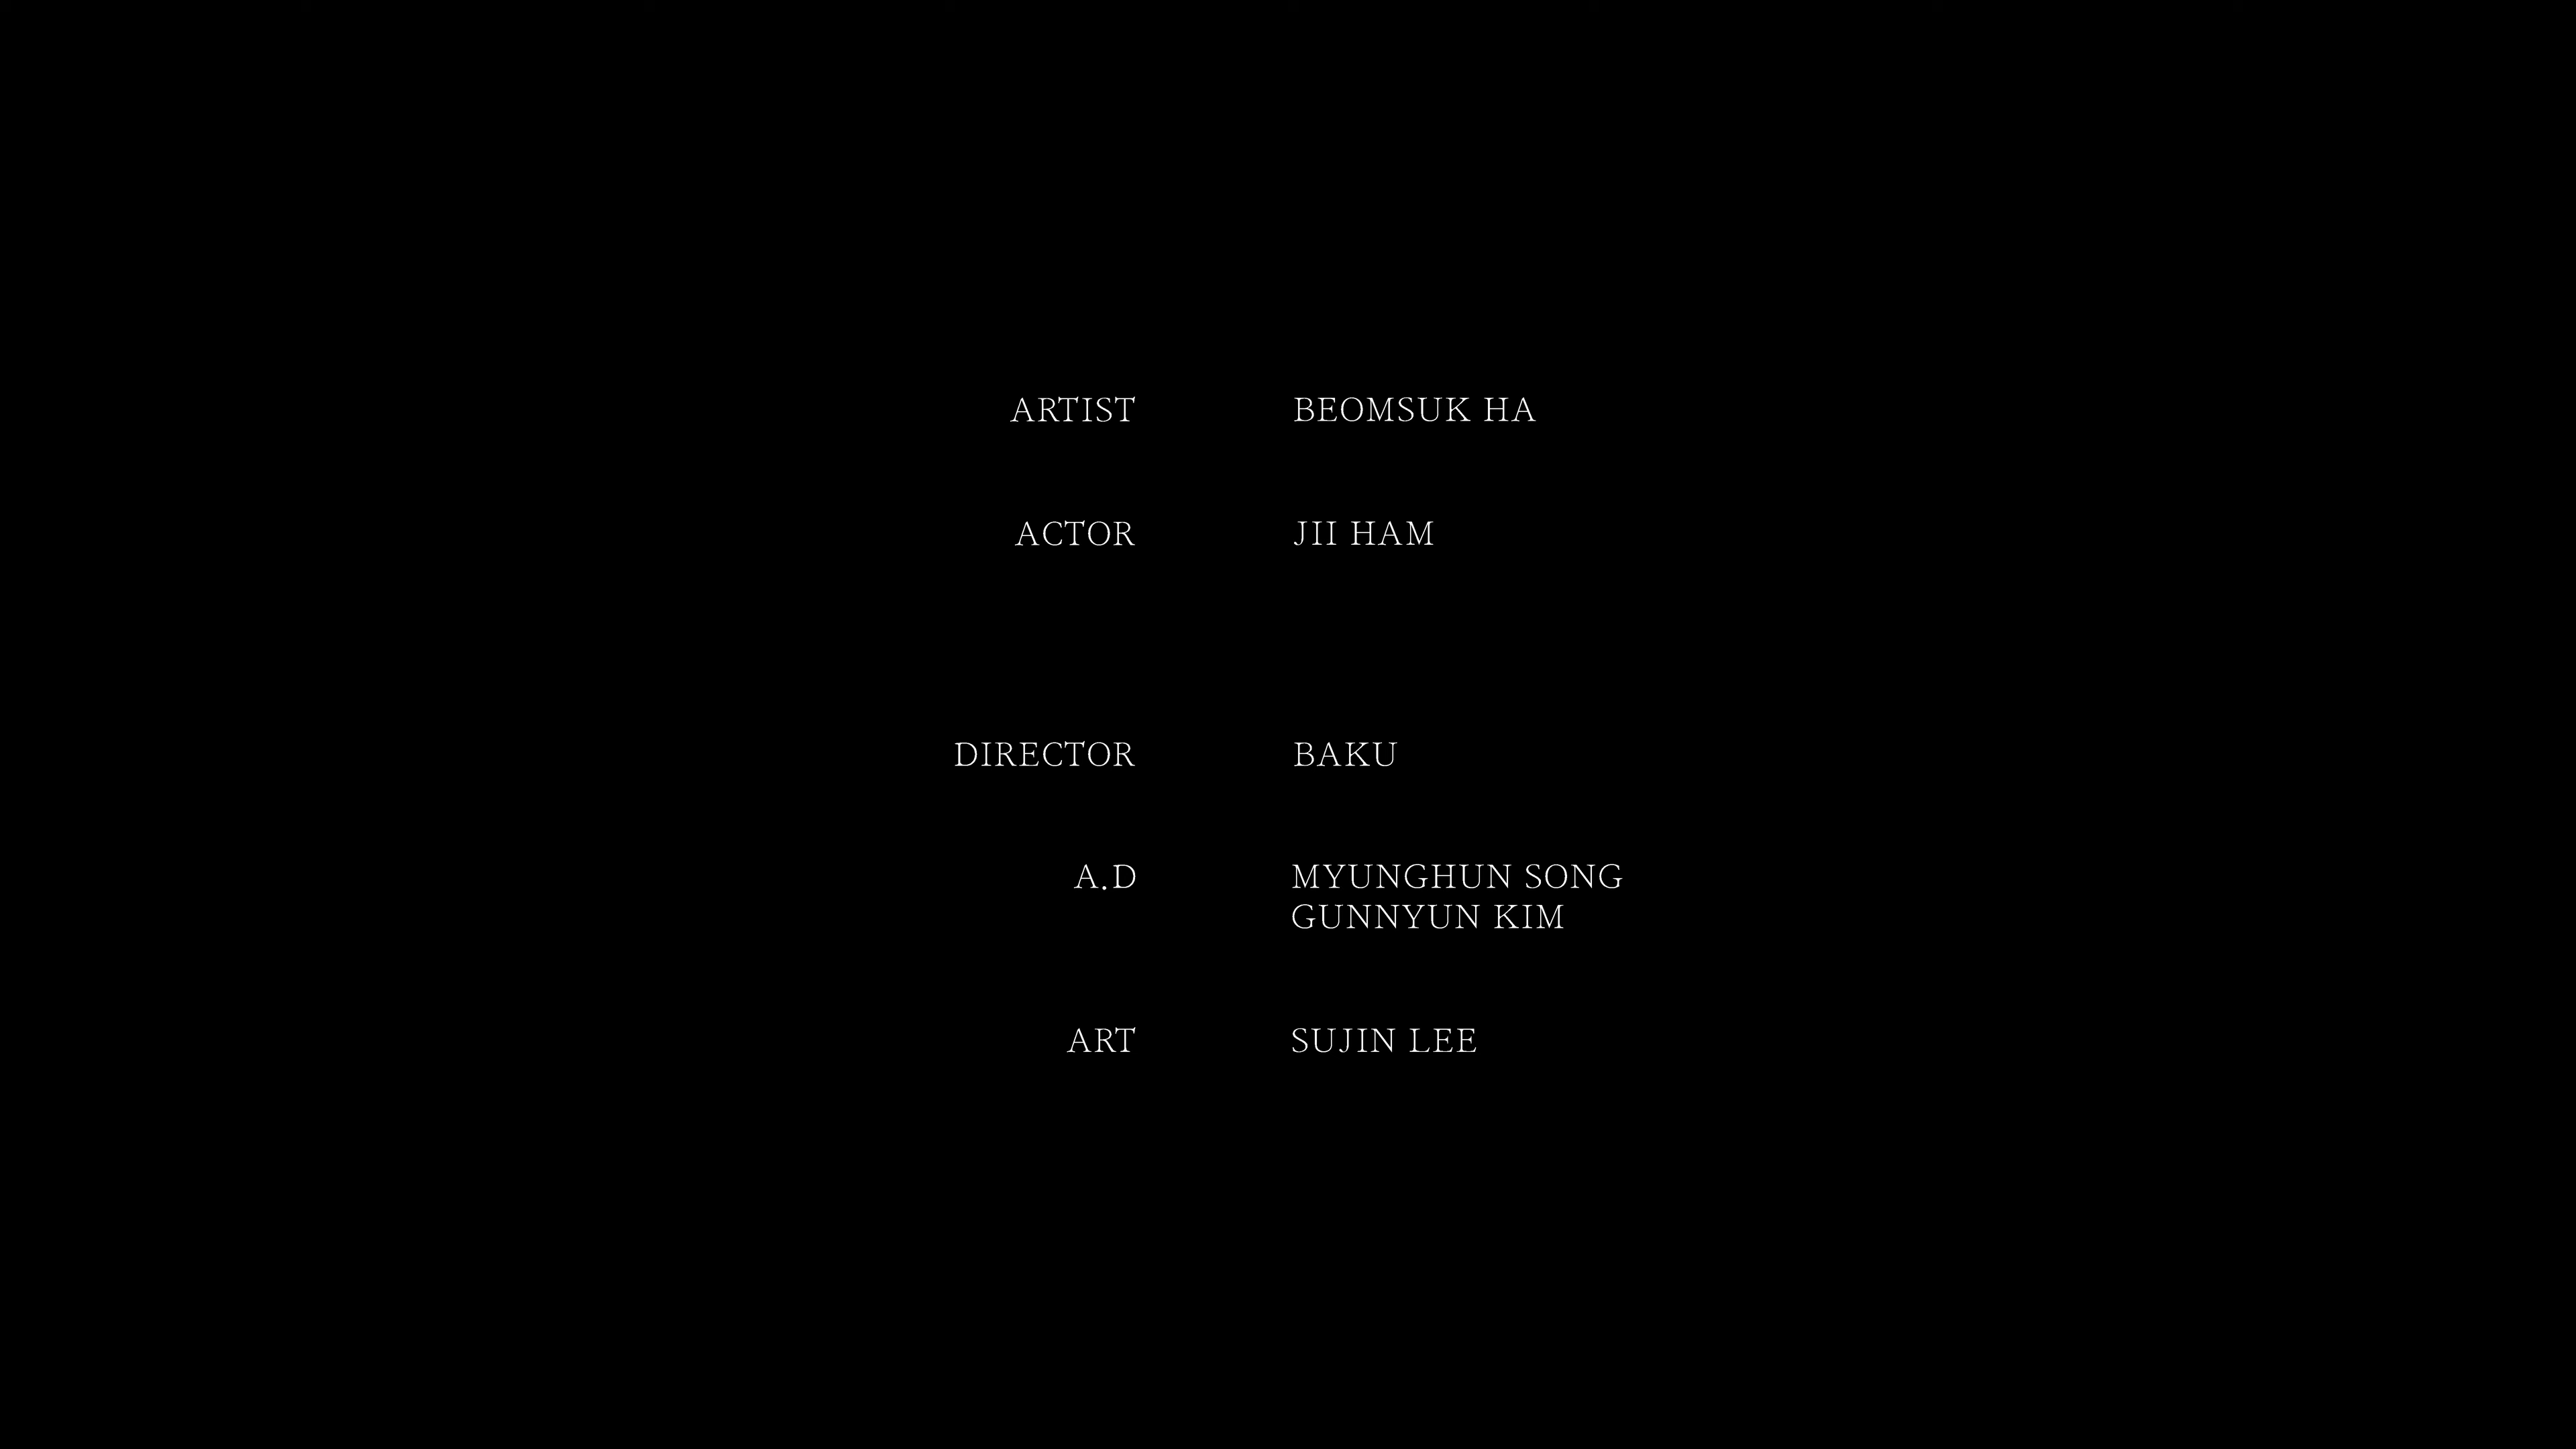 ARTIST BEOMSUK HA
ACTOR JII HAM
DIRECTOR BAKU
A.D MYUNGHUN SONG
GUNNYUN KIM
ART SUJIN LEE